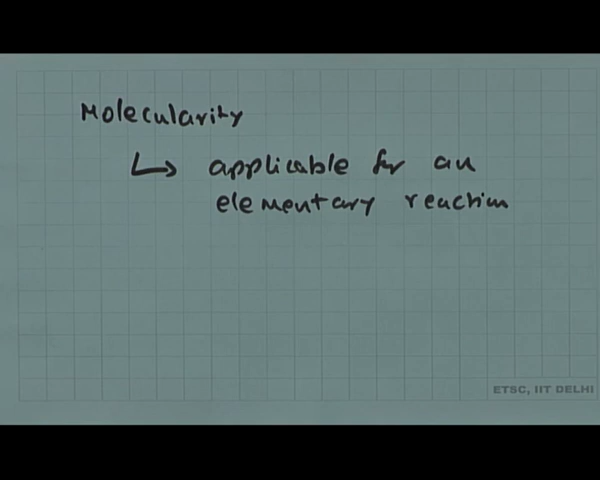 Molecularity
↳ applicable for an
elementary reaction
ETSC, IIT DELHI